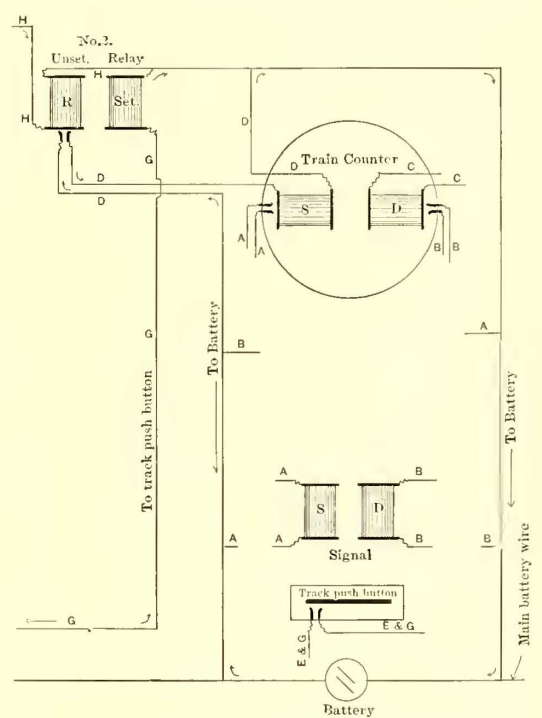 H
No.2.
Unset. Relay
H
R
Set.
H
G
D
D
D
D
Train Counter
C
C
S
D
A
A
B
B
G
B
A
To track push button
To Battery
To Battery
A
B
S
D
A
A
B
B
Signal
Track push button
E & G
E & G
G
Main battery wire
Battery